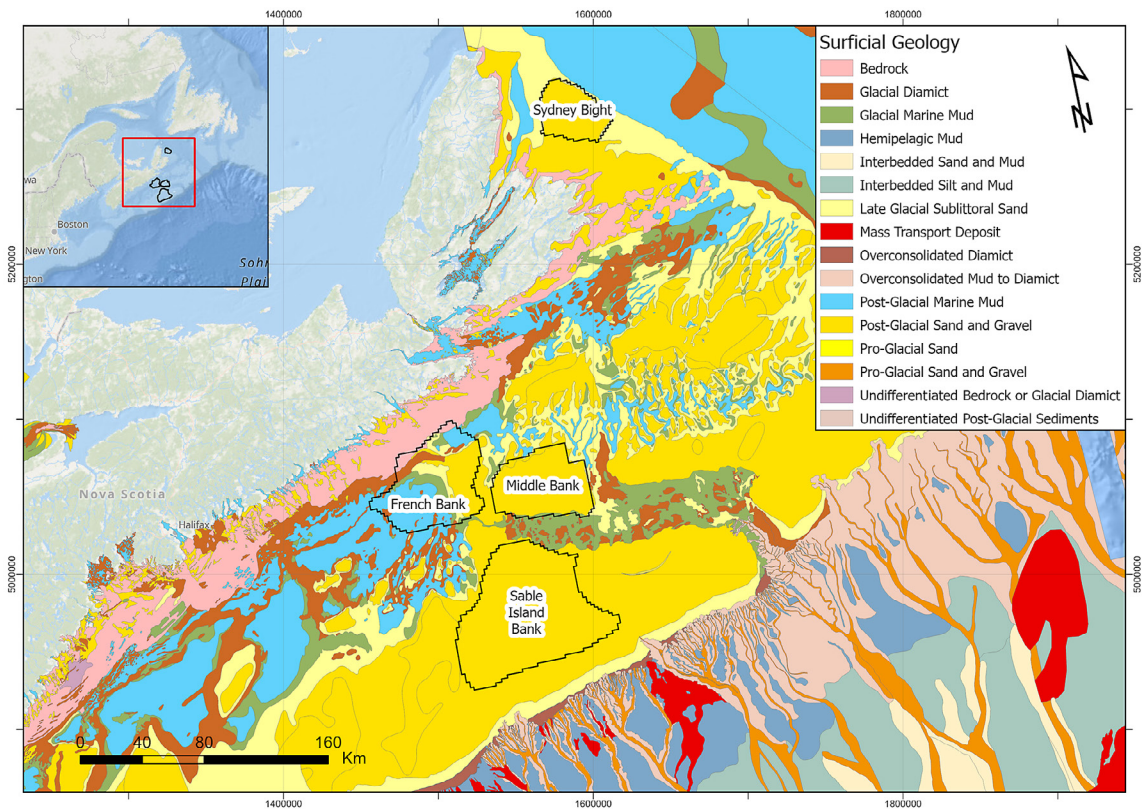 1400000
1600000
1800000
Surficial Geology
Bedrock
Glacial Diamict
Glacial Marine Mud
Hemipelagic Mud
Interbedded Sand and Mud
Interbedded Silt and Mud
Late Glacial Sublittoral Sand
Mass Transport Deposit
Overconsolidated Diamict
Overconsolidated Mud to Diamict
Post-Glacial Marine Mud
Post-Glacial Sand and Gravel
Pro-Glacial Sand
Pro-Glacial Sand and Gravel
Undifferentiated Bedrock or Glacial Diamict
Undifferentiated Post-Glacial Sediments
N
wa
Boston
New York
gton
Sohr
Plai
Sydney Bight
5200000
5200000
Middle Bank
French Bank
Nova Scotia
Halifax
5000000
5000000
Sable
Island
Bank
0 40 80 160
Km
1400000
1600000
1800000